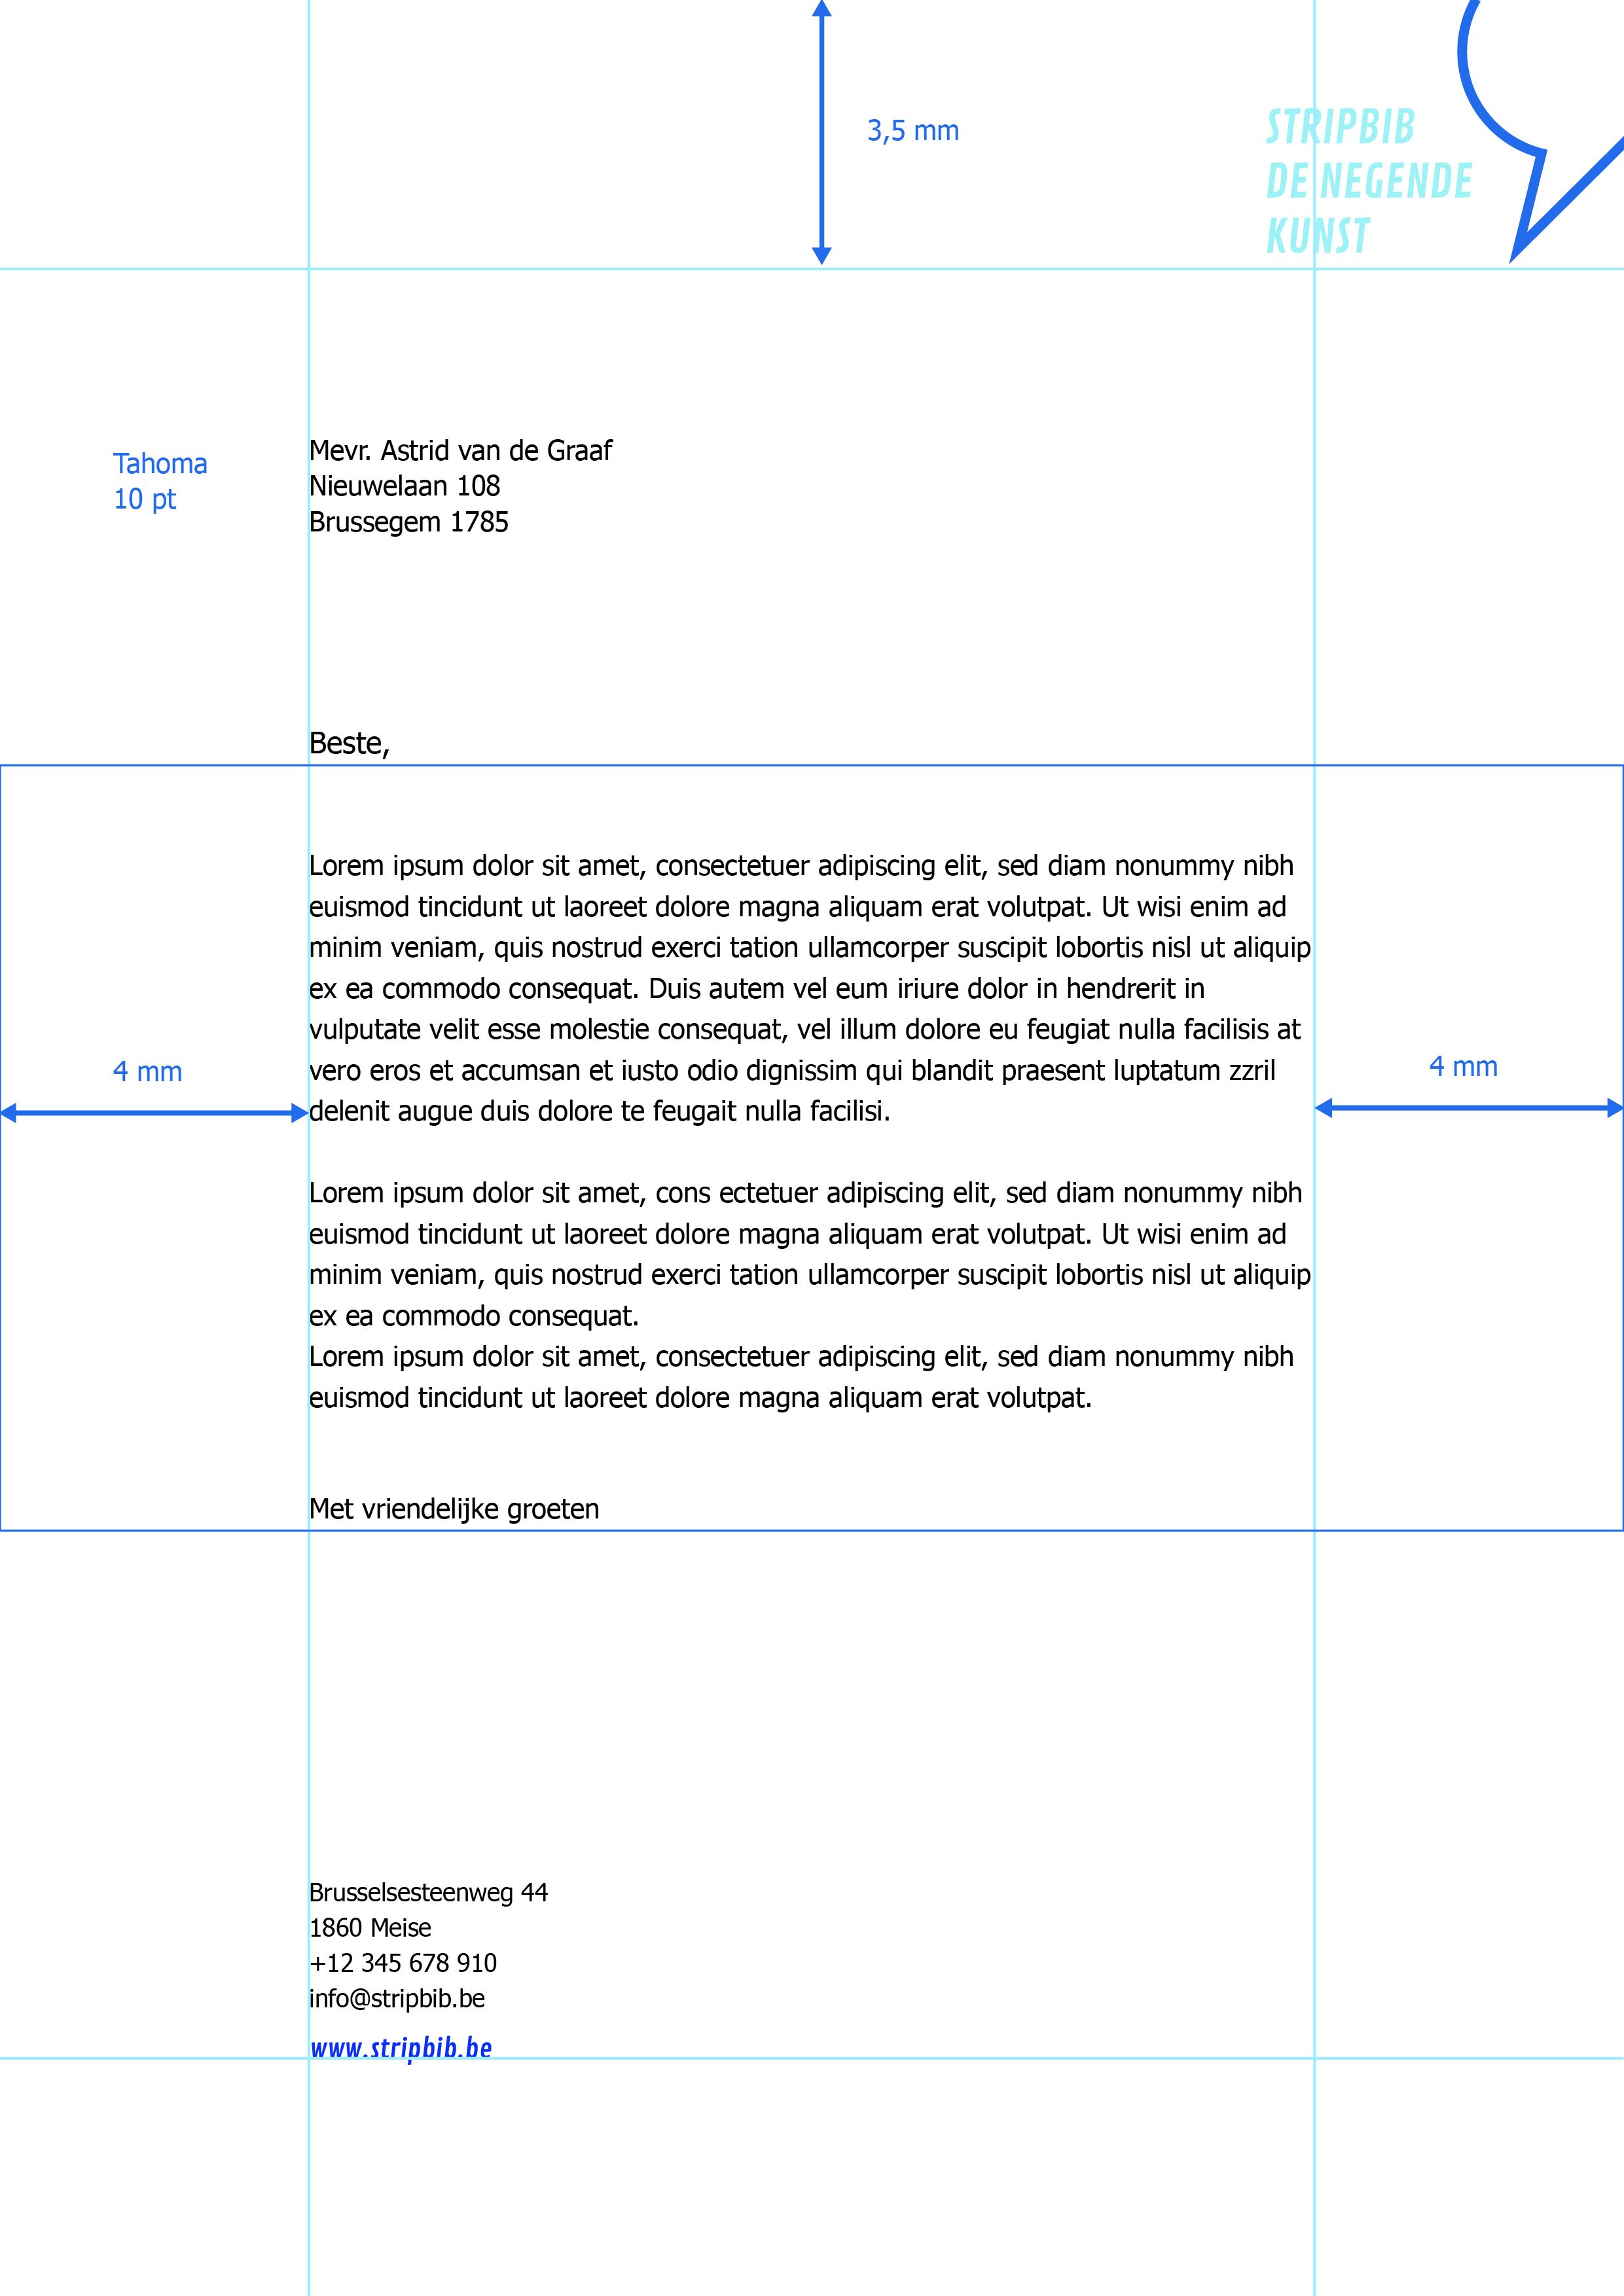 3,5 mm
STRIPBIB
DE NEGENDE
KUNST
Tahoma
10 pt
Mevr. Astrid van de Graaf
Nieuwelaan 108
Brussegem 1785
Beste,
Lorem ipsum dolor sit amet, consectetuer adipiscing elit, sed diam nonummy nibh
euismod tincidunt ut laoreet dolore magna aliquam erat volutpat. Ut wisi enim ad
minim veniam, quis nostrud exerci tation ullamcorper suscipit lobortis nisl ut aliquip
ex ea commodo consequat. Duis autem vel eum iriure dolor in hendrerit in
vulputate velit esse molestie consequat, vel illum dolore eu feugiat nulla facilisis at
vero eros et accumsan et iusto odio dignissim qui blandit praesent luptatum zzril
delenit augue duis dolore te feugait nulla facilisi.
4 mm
4 mm
Lorem ipsum dolor sit amet, cons ectetuer adipiscing elit, sed diam nonummy nibh
euismod tincidunt ut laoreet dolore magna aliquam erat volutpat. Ut wisi enim ad
minim veniam, quis nostrud exerci tation ullamcorper suscipit lobortis nisl ut aliquip
ex ea commodo consequat.
Lorem ipsum dolor sit amet, consectetuer adipiscing elit, sed diam nonummy nibh
euismod tincidunt ut laoreet dolore magna aliquam erat volutpat.
Met vriendelijke groeten
Brusselsesteenweg 44
1860 Meise
+12 345 678 910
info@stripbib.be
www.stripbib.be